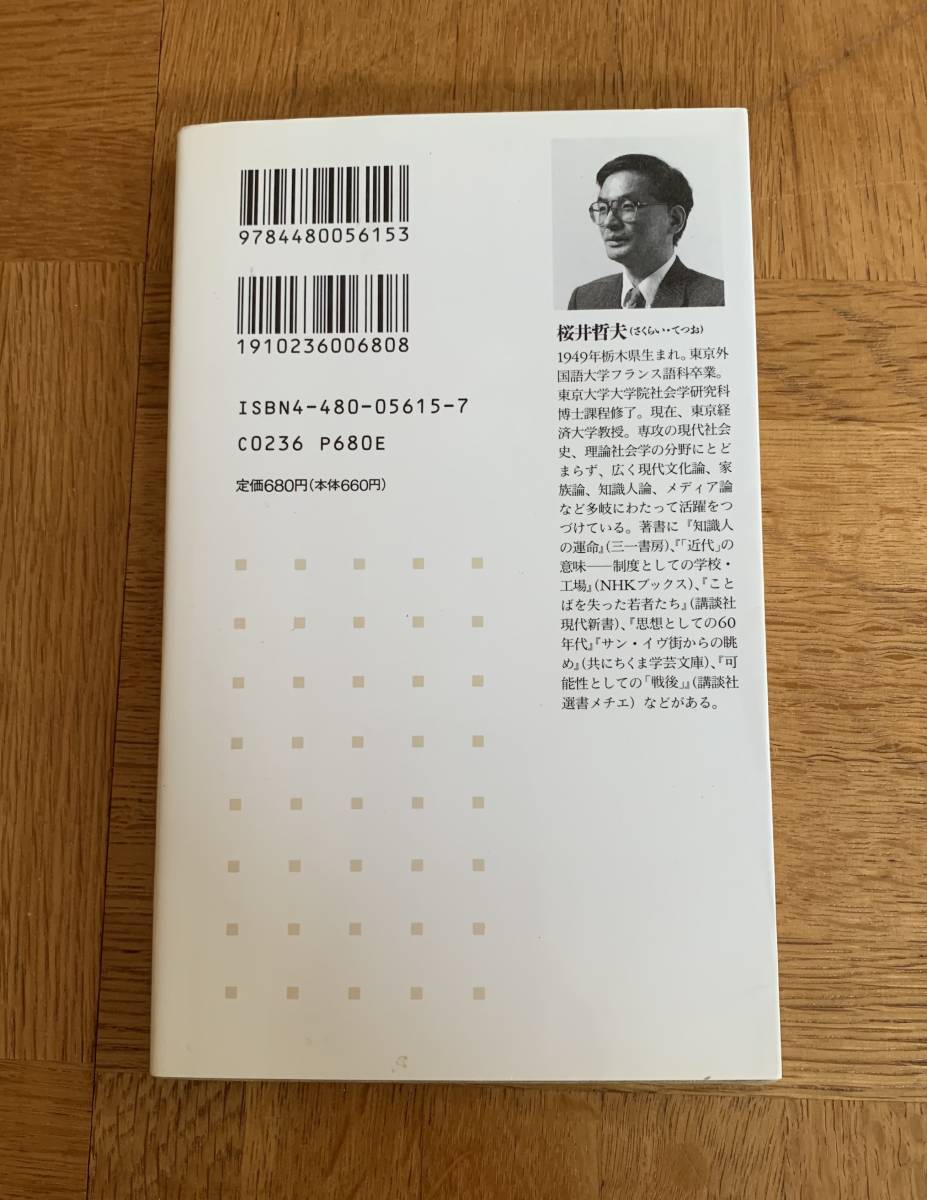 9784480056153
1910236006808
ISBN4-480-05615-7
C0236 P680E
定価680円(本体660円)
桜井哲夫(さくらい・てつお)
1949年栃木県生まれ。東京外
国語大学フランス語科卒業。
東京大学大学院社会学研究科
博士課程修了。現在、東京経
済大学教授。専攻の現代社会
史、理論社会学の分野にとど
まらず、広く現代文化論、家
族論、知識人論、メディア論
など多岐にわたって活躍をつ
づけている。著書に『知識人
の運命』(三一書房)、『「近代」の
意味――制度としての学校・
工場』(NHKブックス)、『こと
ばを失った若者たち』(講談社
現代新書)、『思想としての60
年代』『サン・イヴ街からの眺
め』(共にちくま学芸文庫)、『可
能性としての「戦後」』(講談社
選書メチエ)などがある。